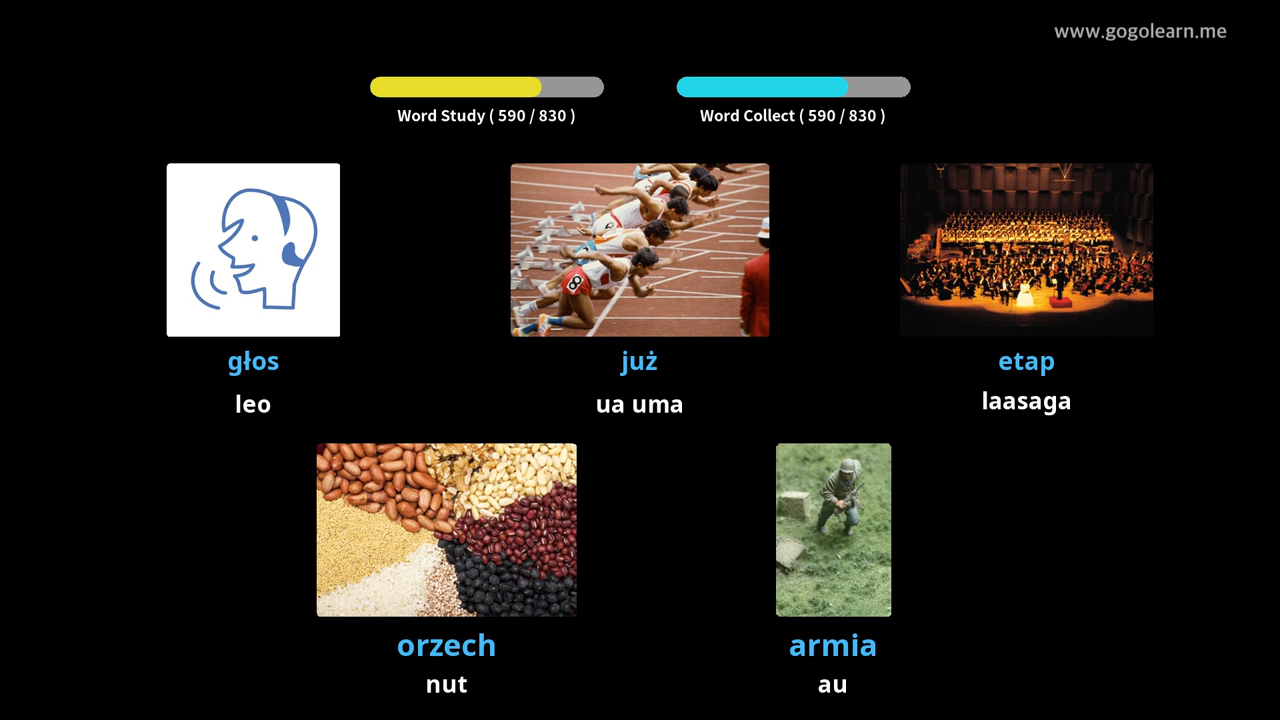 www.gogolearn.me
Word Study ( 590 / 830 )
Word Collect ( 590 / 830 )
głos
leo
już
ua uma
etap
laasaga
8
orzech
nut
armia
au